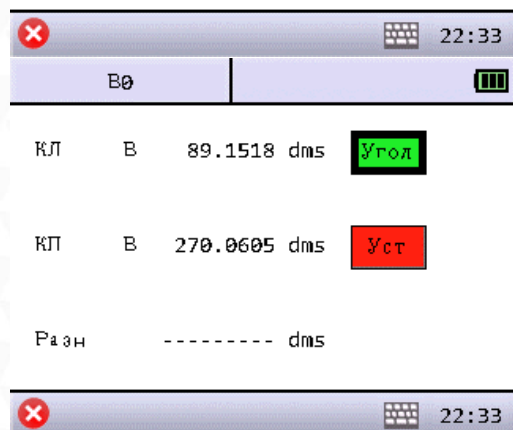 22:33
В0
КЛ В 89.1518 dms Угол
КП В 270.0605 dms Уст
Разн --------- dms
22:33